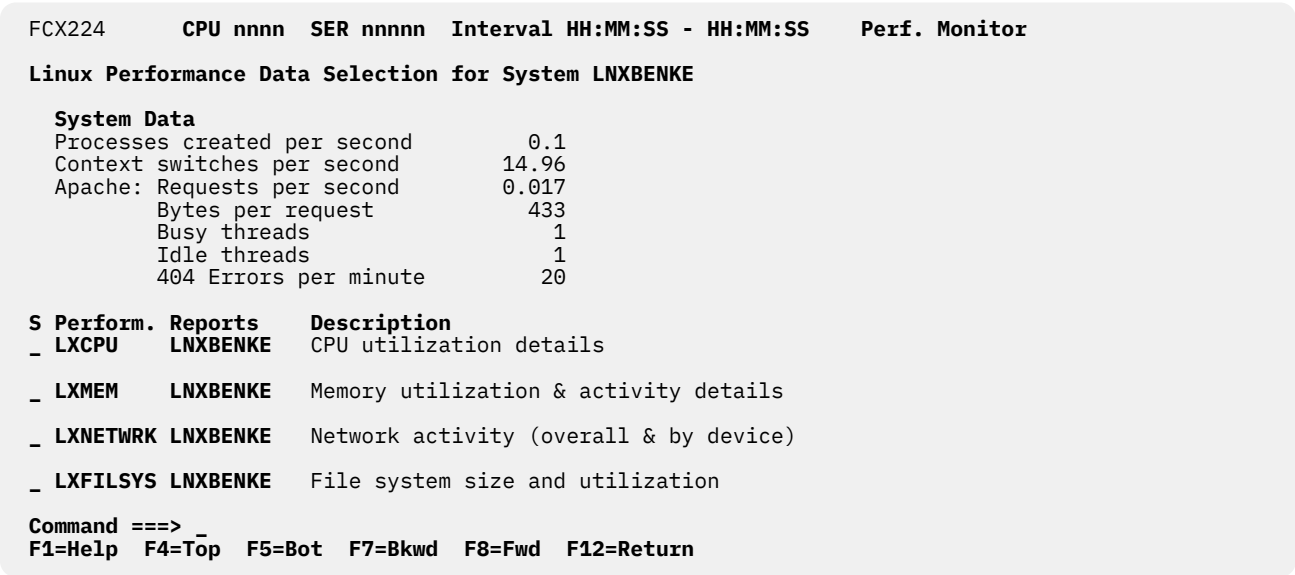 FCX224      CPU nnnn  SER nnnnn  Interval HH:MM:SS - HH:MM:SS    Perf. Monitor
Linux Performance Data Selection for System LNXBENKE
System Data
Processes created per second         0.1
Context switches per second        14.96
Apache: Requests per second        0.017
Bytes per request            433
Busy threads                   1
Idle threads                   1
404 Errors per minute         20
S Perform. Reports    Description
_ LXCPU    LNXBENKE   CPU utilization details
_ LXMEM    LNXBENKE   Memory utilization & activity details
_ LXNETWRK LNXBENKE   Network activity (overall & by device)
_ LXFILSYS LNXBENKE   File system size and utilization
Command ===> _
F1=Help  F4=Top  F5=Bot  F7=Bkwd  F8=Fwd  F12=Return